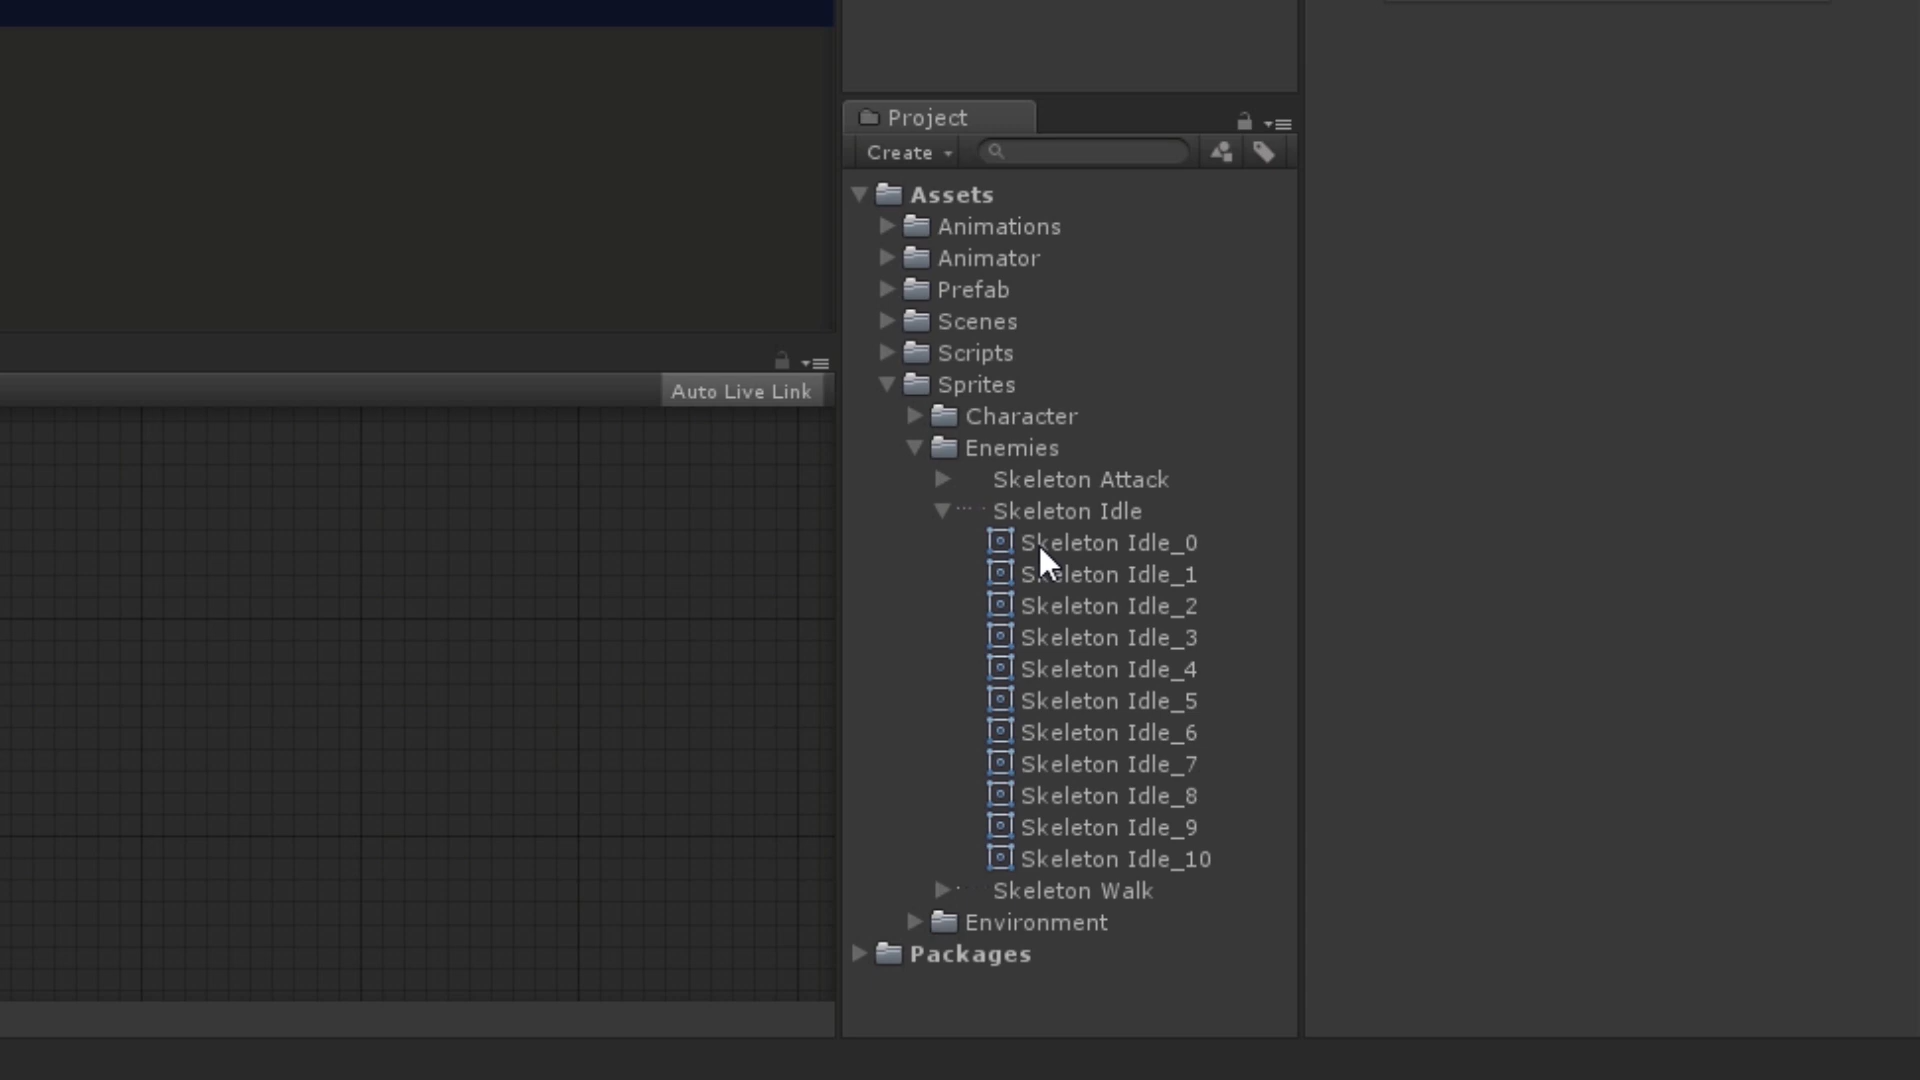 Project
Create
Assets
Animations
Animator
Prefab
Scenes
Scripts
Sprites
Auto Live Link
Character
Enemies
Skeleton Attack
Skeleton Idle
Skeleton Idle_0
Skeleton Idle_1
Skeleton Idle_2
Skeleton Idle_3
Skeleton Idle_4
Skeleton Idle_5
Skeleton Idle_6
Skeleton Idle_7
Skeleton Idle_8
Skeleton Idle_9
Skeleton Idle_10
Skeleton Walk
Environment
Packages